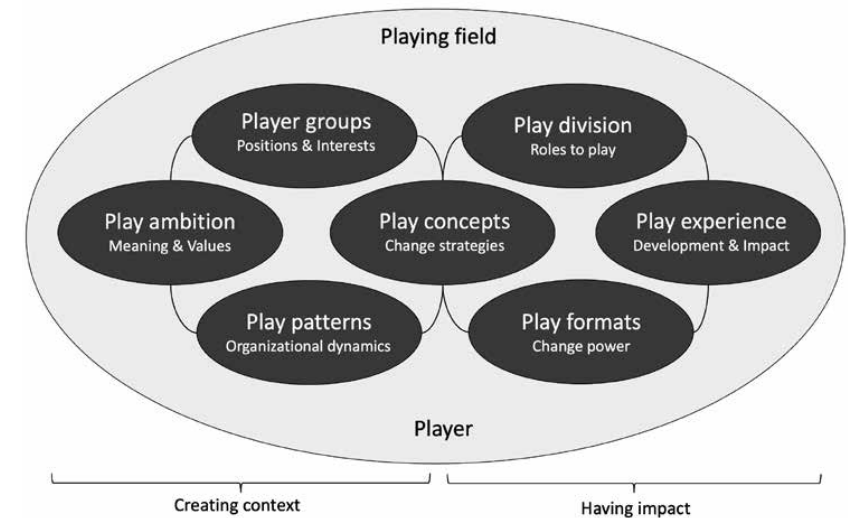 Playing field
Player groups
Positions & Interests
Play division
Roles to play
Play ambition
Meaning & Values
Play concepts
Change strategies
Play experience
Development & Impact
Play patterns
Organizational dynamics
Play formats
Change power
Player
Creating context
Having impact